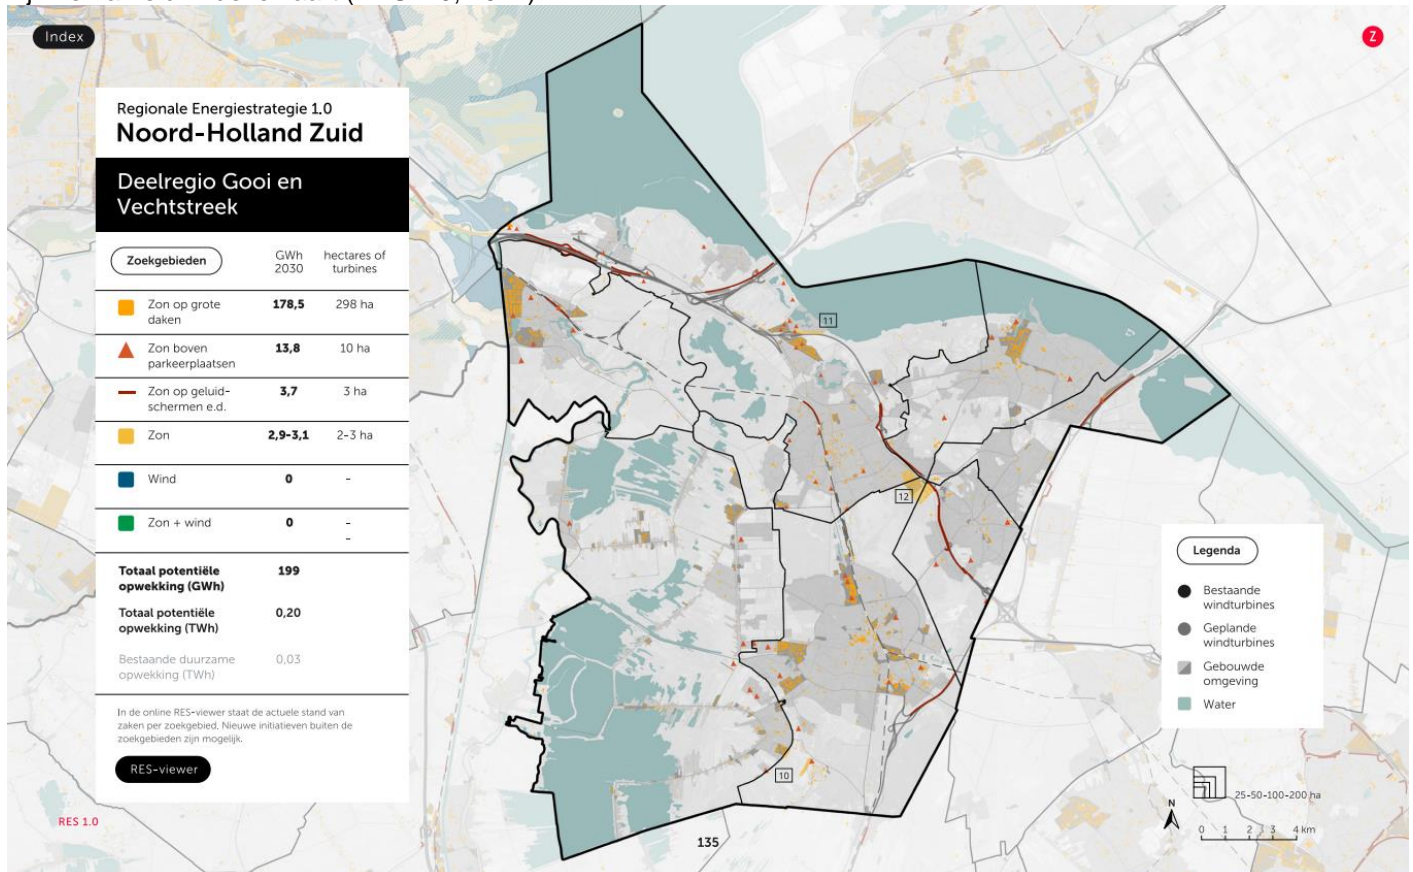 Index
Z
Regionale Energiestrategie 1.0
Noord-Holland Zuid
Deelregio Gooi en
Vechtstreek
Zoekgebieden
GWh
2030
hectares of
turbines
Zon op grote
daken
178,5
298 ha
Zon boven
parkeerplaatsen
13,8
10 ha
Zon op geluid-
schermen e.d.
3,7
3 ha
Zon
2,9-3,1
2-3 ha
Wind
0
-
Zon + wind
0
-
-
Totaal potentiële
opwekking (GWh)
199
Totaal potentiële
opwekking (TWh)
0,20
Bestaande duurzame
opwekking (TWh)
0,03
In de online RES-viewer staat de actuele stand van
zaken per zoekgebied. Nieuwe initiatieven buiten de
zoekgebieden zijn mogelijk.
RES-viewer
RES 1.0
11
12
10
135
Legenda
Bestaande
windturbines
Geplande
windturbines
Gebouwde
omgeving
Water
25-50-100-200 ha
N
0 1 2 3 4 km